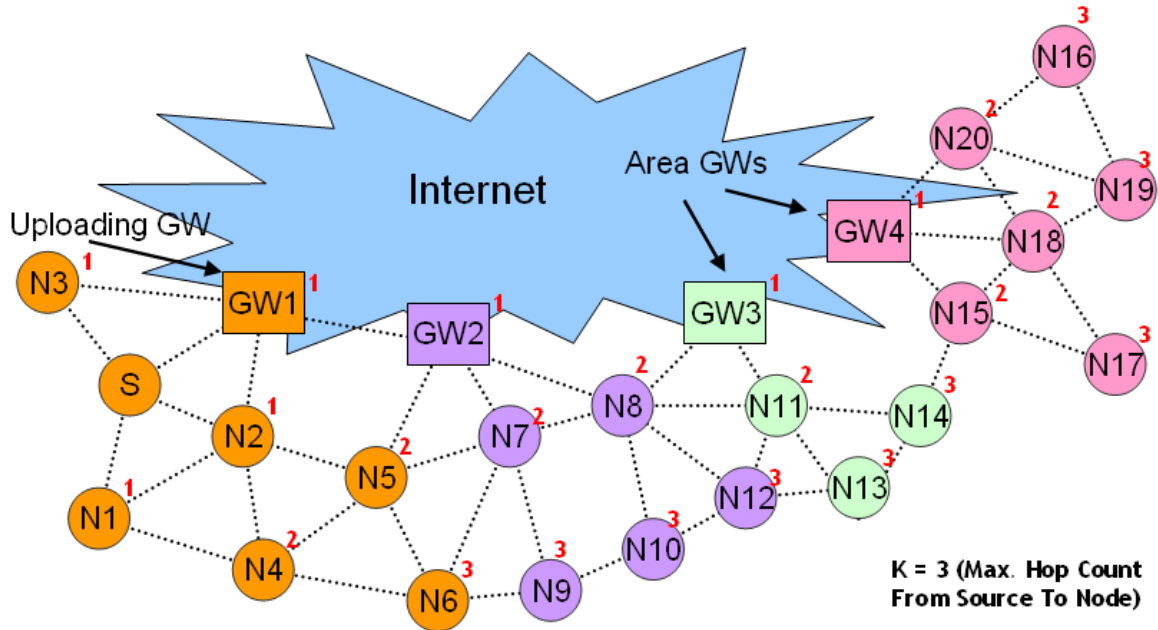 3
N16
2
N20
Area GWs
3
N19
Internet
2
1
GW4
N18
Uploading GW
1
N3
1
GW1
1
GW2
1
GW3
2
N15
3
N17
S
2
N8
2
N11
3
N14
1
N2
2
N7
2
N5
3
N12
3
N13
1
N1
3
N10
2
N4
3
N6
3
N9
K = 3 (Max. Hop Count
From Source To Node)